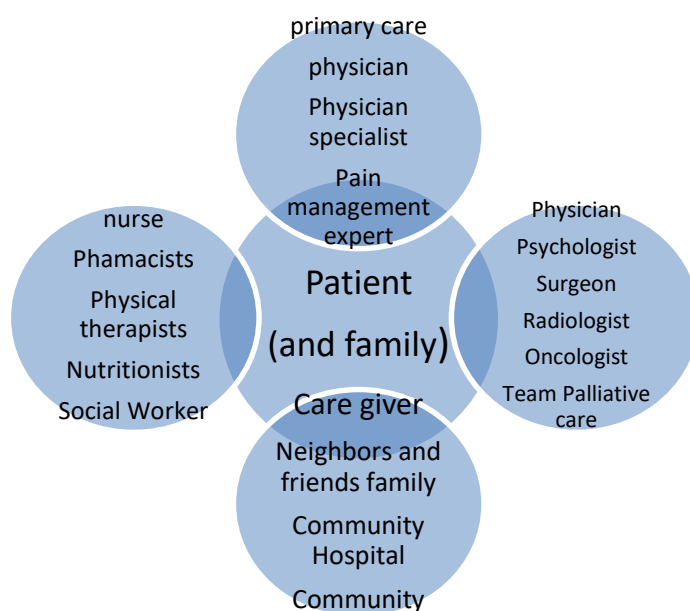 primary care
physician
Physician
specialist
Pain
management
expert
nurse
Phamacists
Physical
therapists
Nutritionists
Social Worker
Patient
(and family)
Physician
Psychologist
Surgeon
Radiologist
Oncologist
Team Palliative
care
Care giver
Neighbors and
friends family
Community
Hospital
Community